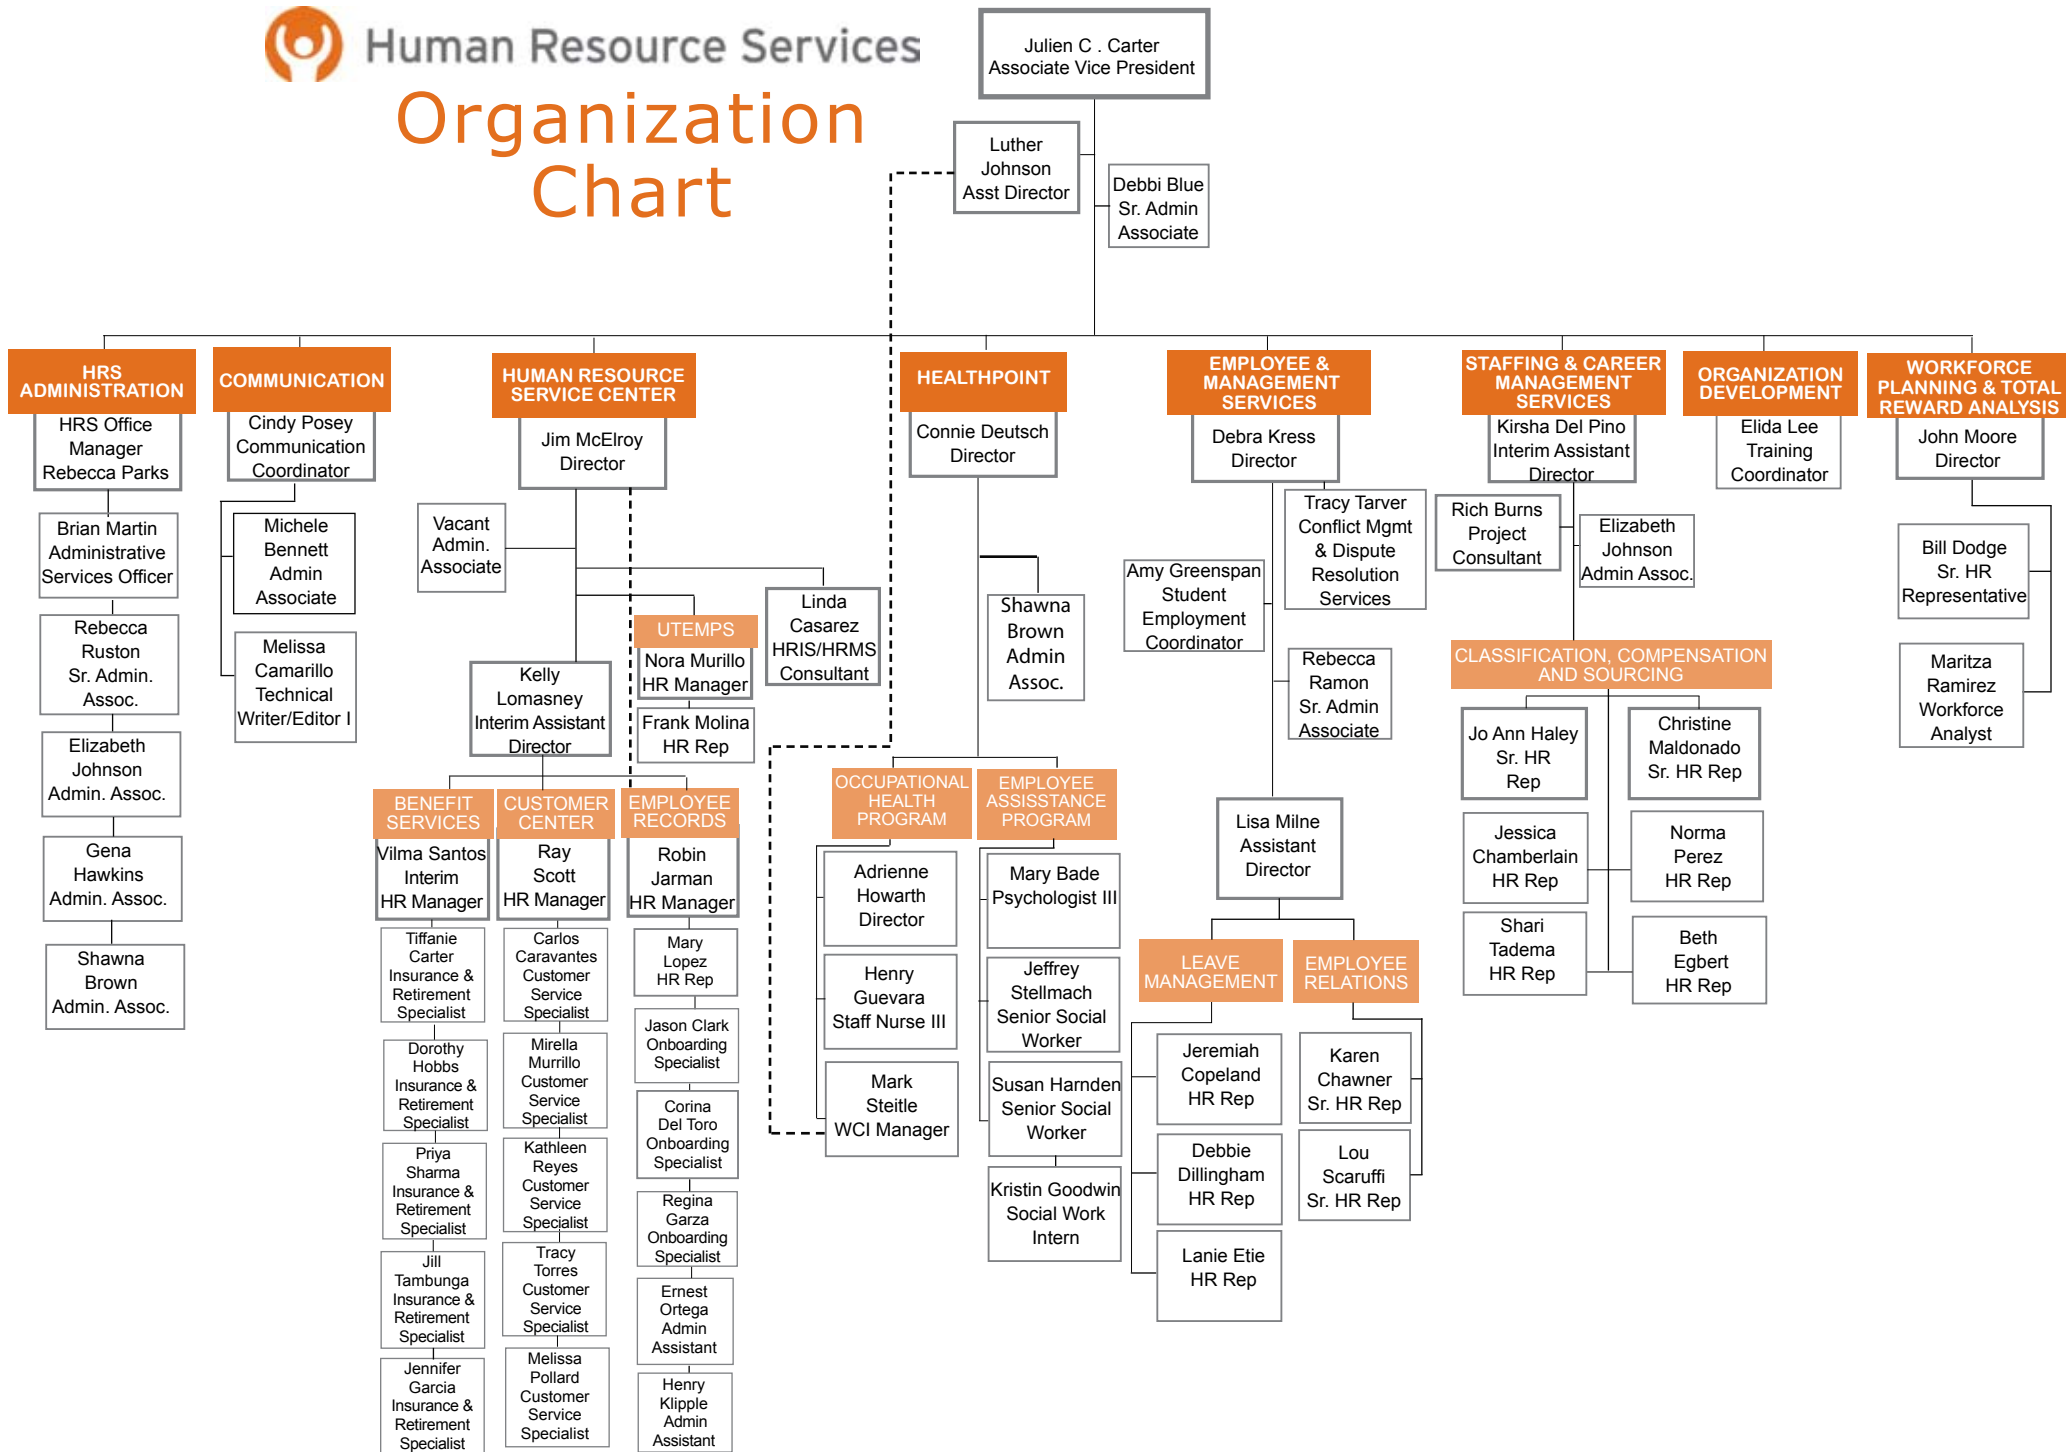 Human Resource Services
Organization
Chart
Julien C . Carter
Associate Vice President
Luther
Johnson
Asst Director
Debbi Blue
Sr. Admin
Associate
HRS
ADMINISTRATION
HRS Office
Manager
Rebecca Parks
Brian Martin
Administrative
Services Officer
Rebecca
Ruston
Sr. Admin.
Assoc.
Elizabeth
Johnson
Admin. Assoc.
Gena
Hawkins
Admin. Assoc.
Shawna
Brown
Admin. Assoc.
COMMUNICATION
Cindy Posey
Communication
Coordinator
Michele
Bennett
Admin
Associate
Melissa
Camarillo
Technical
Writer/Editor I
HUMAN RESOURCE
SERVICE CENTER
Jim McElroy
Director
Vacant
Admin.
Associate
Linda
Casarez
HRIS/HRMS
Consultant
UTEMPS
Nora Murillo
HR Manager
Frank Molina
HR Rep
Kelly
Lomasney
Interim Assistant
Director
BENEFIT
SERVICES
Vilma Santos
Interim
HR Manager
Tiffanie
Carter
Insurance &
Retirement
Specialist
Dorothy
Hobbs
Insurance &
Retirement
Specialist
Priya
Sharma
Insurance &
Retirement
Specialist
Jill
Tambunga
Insurance &
Retirement
Specialist
Jennifer
Garcia
Insurance &
Retirement
Specialist
CUSTOMER
CENTER
Ray
Scott
HR Manager
Carlos
Caravantes
Customer
Service
Specialist
Mirella
Murrillo
Customer
Service
Specialist
Kathleen
Reyes
Customer
Service
Specialist
Tracy
Torres
Customer
Service
Specialist
Melissa
Pollard
Customer
Service
Specialist
EMPLOYEE
RECORDS
Robin
Jarman
HR Manager
Mary
Lopez
HR Rep
Jason Clark
Onboarding
Specialist
Corina
Del Toro
Onboarding
Specialist
Regina
Garza
Onboarding
Specialist
Ernest
Ortega
Admin
Assistant
Henry
Klipple
Admin
Assistant
HEALTHPOINT
Connie Deutsch
Director
Shawna
Brown
Admin
Assoc.
OCCUPATIONAL
HEALTH
PROGRAM
Adrienne
Howarth
Director
Henry
Guevara
Staff Nurse III
Mark
Steitle
WCI Manager
EMPLOYEE
ASSISSTANCE
PROGRAM
Mary Bade
Psychologist III
Jeffrey
Stellmach
Senior Social
Worker
Susan Harnden
Senior Social
Worker
Kristin Goodwin
Social Work
Intern
EMPLOYEE &
MANAGEMENT
SERVICES
Debra Kress
Director
Tracy Tarver
Conflict Mgmt
& Dispute
Resolution
Services
Amy Greenspan
Student
Employment
Coordinator
Rebecca
Ramon
Sr. Admin
Associate
Lisa Milne
Assistant
Director
LEAVE
MANAGEMENT
Jeremiah
Copeland
HR Rep
Debbie
Dillingham
HR Rep
Lanie Etie
HR Rep
EMPLOYEE
RELATIONS
Karen
Chawner
Sr. HR Rep
Lou
Scaruffi
Sr. HR Rep
STAFFING & CAREER
MANAGEMENT
SERVICES
Kirsha Del Pino
Interim Assistant
Director
Rich Burns
Project
Consultant
Elizabeth
Johnson
Admin Assoc.
CLASSIFICATION, COMPENSATION
AND SOURCING
Jo Ann Haley
Sr. HR
Rep
Christine
Maldonado
Sr. HR Rep
Jessica
Chamberlain
HR Rep
Norma
Perez
HR Rep
Shari
Tadema
HR Rep
Beth
Egbert
HR Rep
ORGANIZATION
DEVELOPMENT
Elida Lee
Training
Coordinator
WORKFORCE
PLANNING & TOTAL
REWARD ANALYSIS
John Moore
Director
Bill Dodge
Sr. HR
Representative
Maritza
Ramirez
Workforce
Analyst